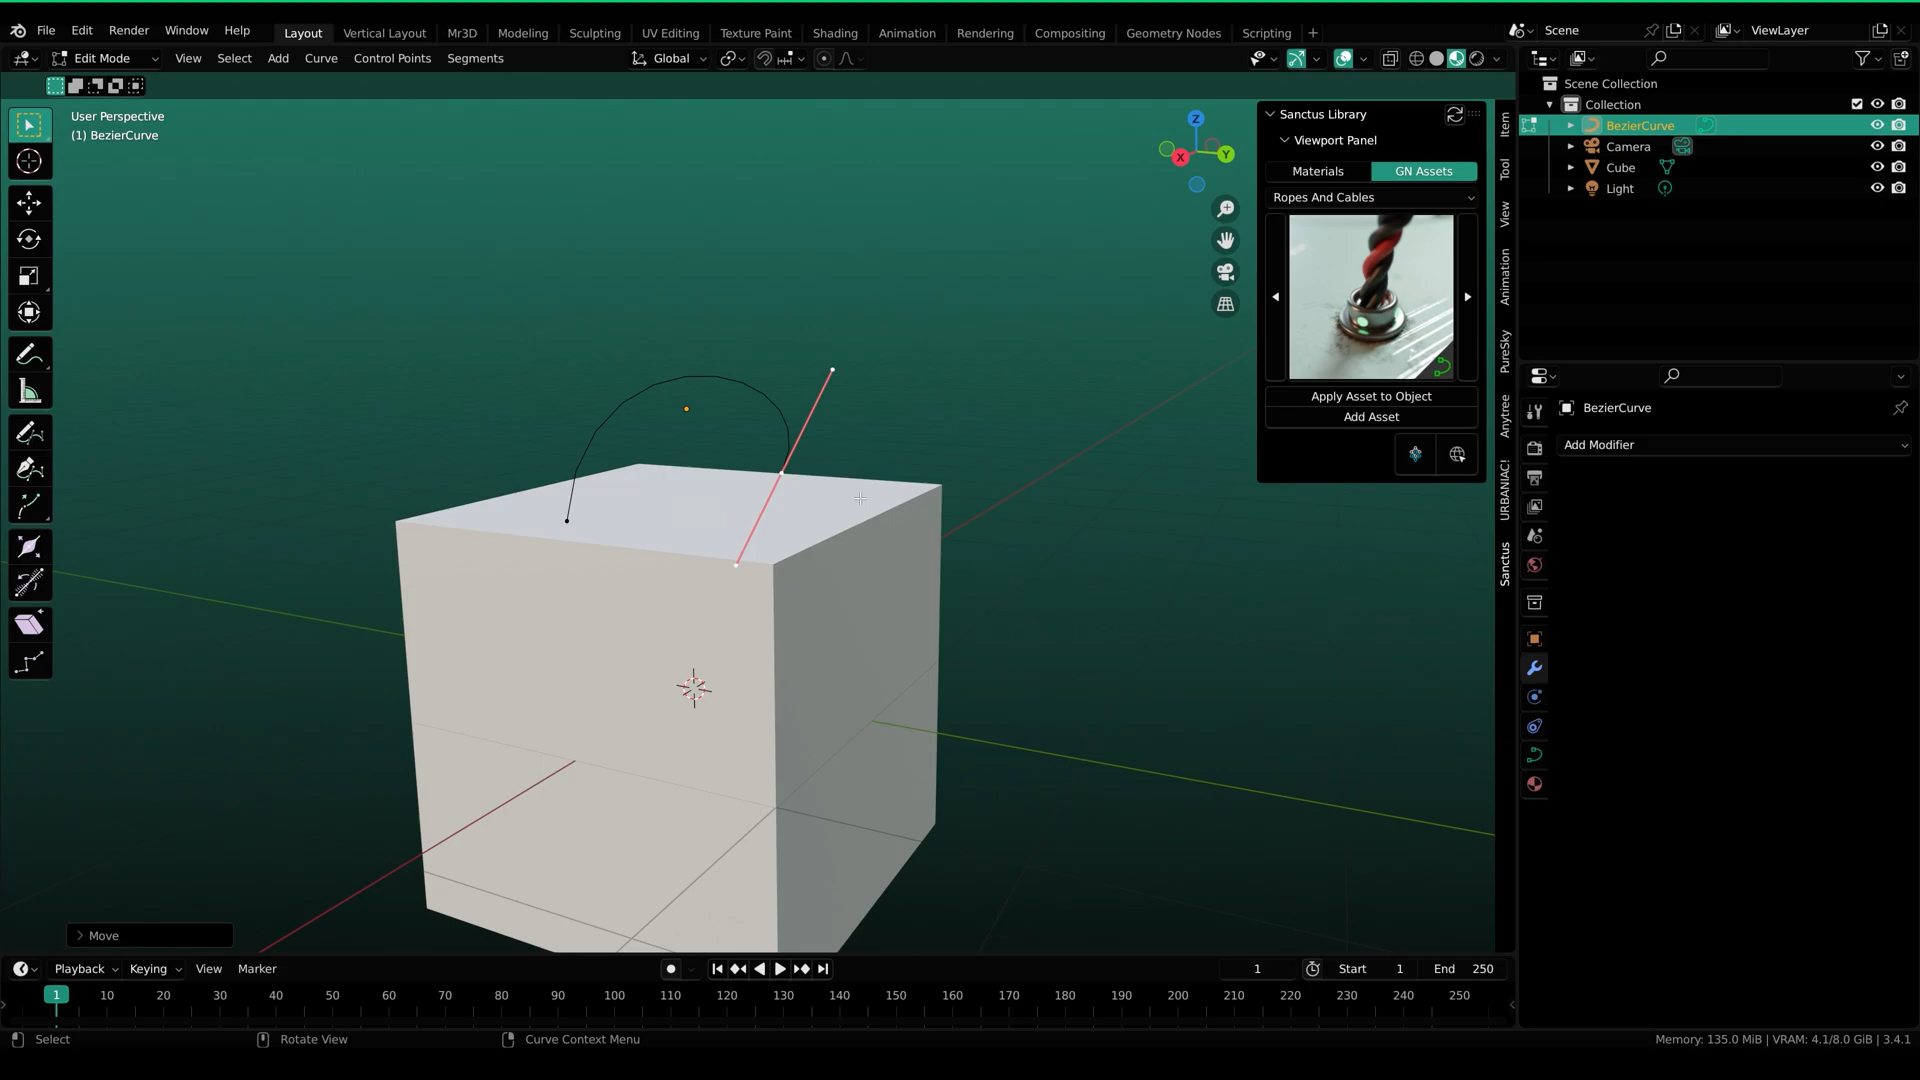 File Edit Render Window Help Layout Vertical Layout Mr3D Modeling Sculpting UV Editing Texture Paint Shading Animation Rendering Compositing Geometry Nodes Scripting + Scene ViewLayer
Edit Mode View Select Add Curve Control Points Segments Global
User Perspective
(1) BezierCurve
Z
X
Y
Sanctus Library
Viewport Panel
Materials GN Assets
Ropes And Cables
Apply Asset to Object
Add Asset
Item
Tool
View
Animation
PureSky
Anytree
URBANIAC!
Sanctus
Scene Collection
Collection
BezierCurve
Camera
Cube
Light
BezierCurve
Add Modifier
Move
Playback Keying View Marker 1 Start 1 End 250
1 10 20 30 40 50 60 70 80 90 100 110 120 130 140 150 160 170 180 190 200 210 220 230 240 250
Select Rotate View Curve Context Menu Memory: 135.0 MiB | VRAM: 4.1/8.0 GiB | 3.4.1